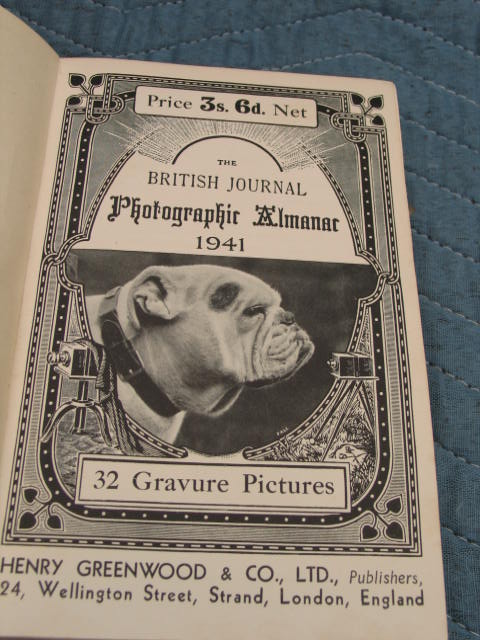 Price 3s. 6d. Net
THE
BRITISH JOURNAL
Photographic Almanac
1941
32 Gravure Pictures
HENRY GREENWOOD & CO., LTD., Publishers,
24, Wellington Street, Strand, London, England